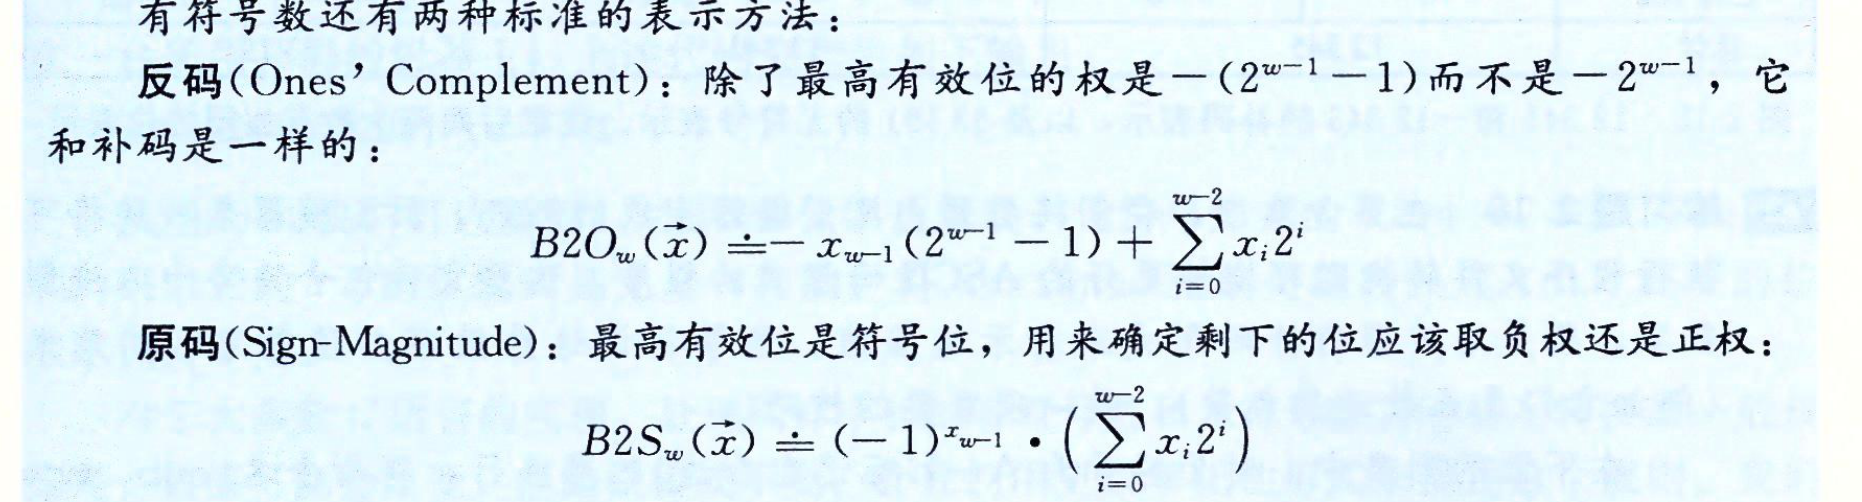 有符号数还有两种标准的表示方法：
反码(Ones' Complement)：除了最高有效位的权是－(2^{w-1}－1)而不是－2^{w-1}，它
和补码是一样的：
B2O_w(\vec{x}) ≐ －x_{w-1}(2^{w-1}－1)＋\sum_{i=0}^{w-2} x_i 2^i
原码(Sign-Magnitude)：最高有效位是符号位，用来确定剩下的位应该取负权还是正权：
B2S_w(\vec{x}) ≐ (－1)^{x_{w-1}} · (\sum_{i=0}^{w-2} x_i 2^i)